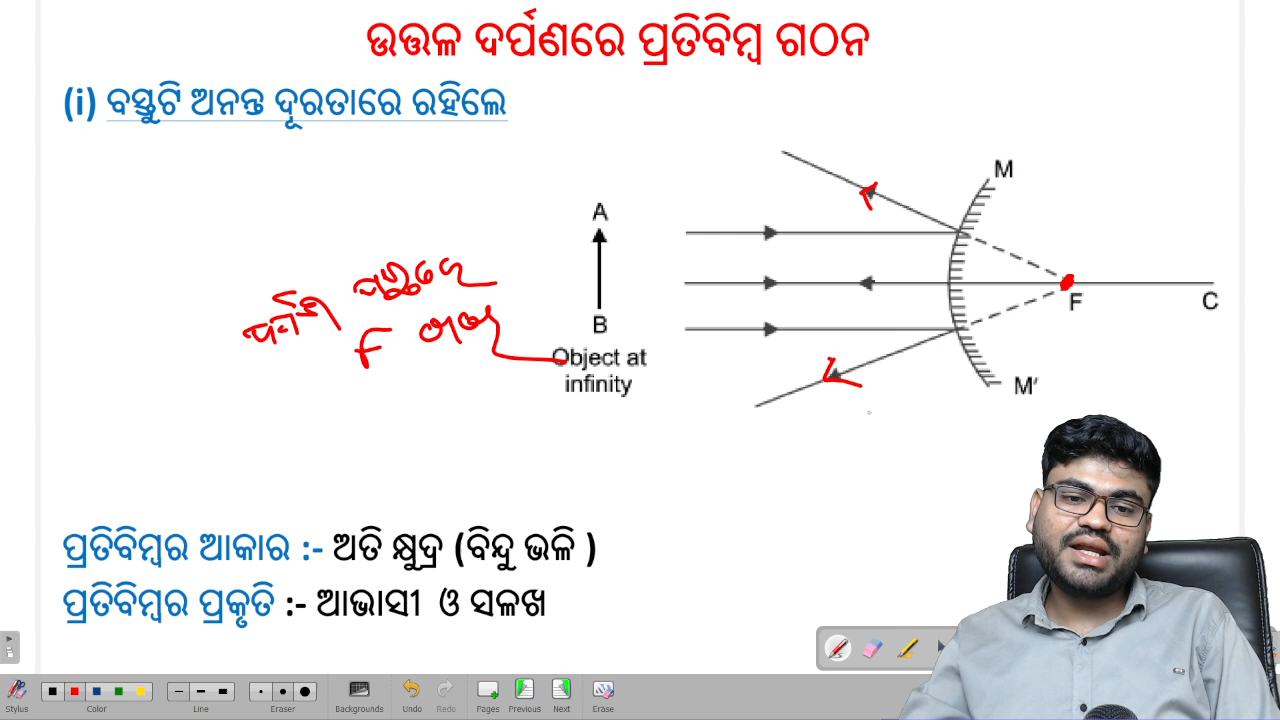 ଉତ୍ତଳ ଦର୍ପଣରେ ପ୍ରତିବିମ୍ବ ଗଠନ
(i) ବସ୍ତୁଟି ଅନନ୍ତ ଦୂରତାରେ ରହିଲେ
M
A
B
Object at
infinity
F
C
M′
F
ପ୍ରତିବିମ୍ବର ଆକାର :- ଅତି କ୍ଷୁଦ୍ର (ବିନ୍ଦୁ ଭଳି )
ପ୍ରତିବିମ୍ବର ପ୍ରକୃତି :- ଆଭାସୀ ଓ ସଳଖ
Stylus
Color
Line
Eraser
Backgrounds
Undo
Redo
Pages
Previous
Next
Erase